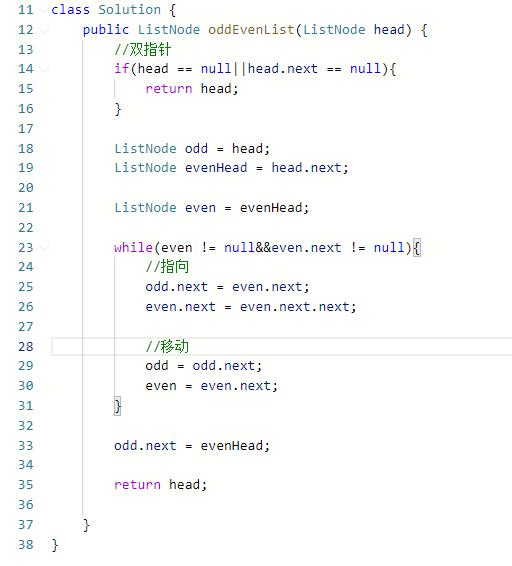 11 class Solution {
12     public ListNode oddEvenList(ListNode head) {
13         //双指针
14         if(head == null||head.next == null){
15             return head;
16         }
17
18         ListNode odd = head;
19         ListNode evenHead = head.next;
20
21         ListNode even = evenHead;
22
23         while(even != null&&even.next != null){
24             //指向
25             odd.next = even.next;
26             even.next = even.next.next;
27
28             //移动
29             odd = odd.next;
30             even = even.next;
31         }
32
33         odd.next = evenHead;
34
35         return head;
36
37     }
38 }